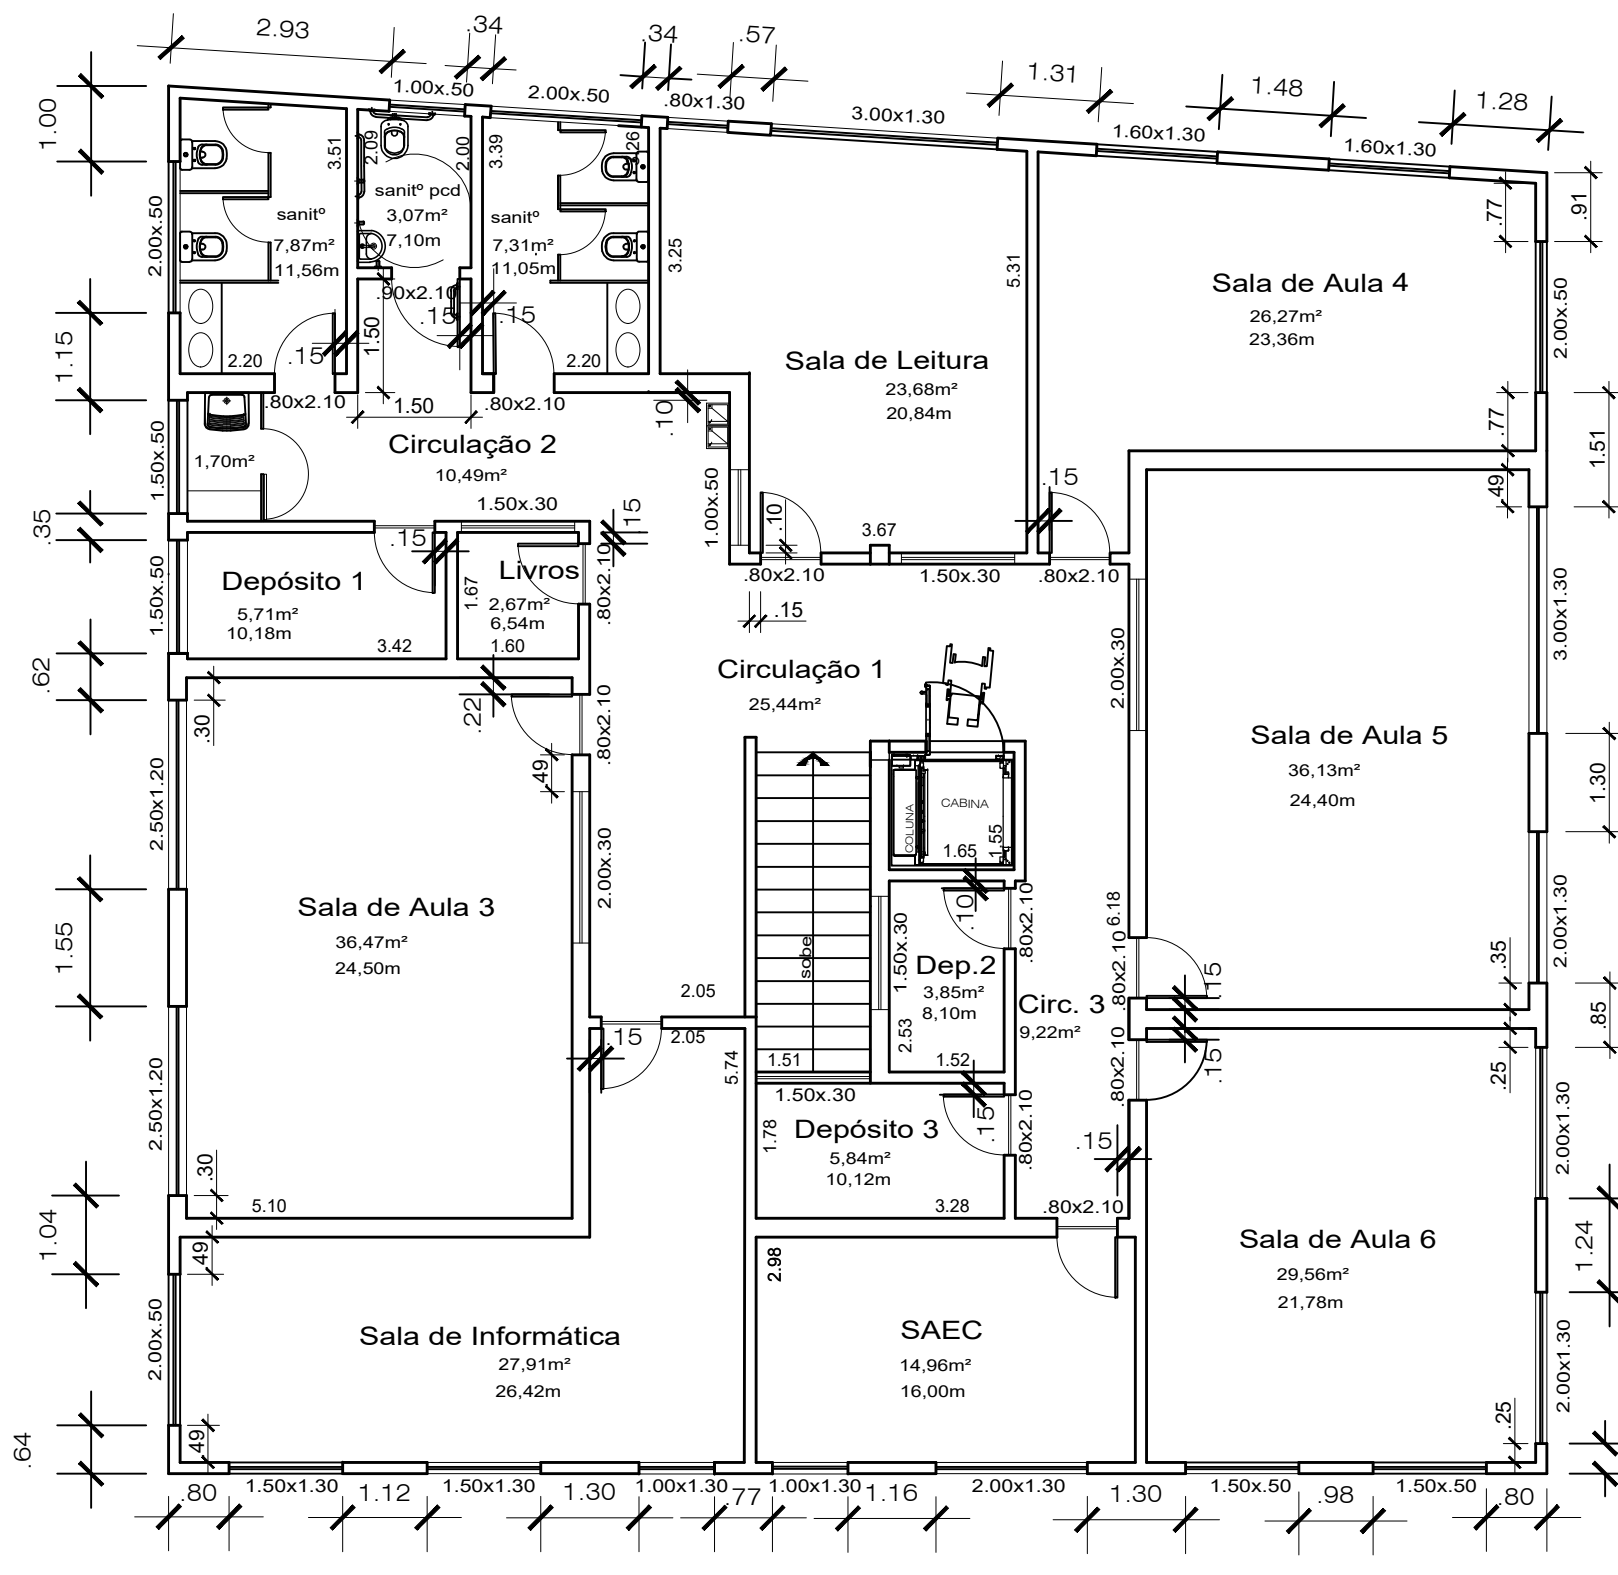 2.93
.34
.34
.57
1.31
1.48
1.28
1.00x.50
2.00x.50
.80x1.30
3.00x1.30
1.60x1.30
1.60x1.30
1.00
2.00x.50
1.15
3.51
2.09
2.00
3.39
sanitº
7,87m²
11,56m
sanitº pcd
3,07m²
7,10m
sanitº
7,31m²
11,05m
.90x2.10
.15
.15
.15
1.50
2.20
2.20
.80x2.10
1.50
.80x2.10
3.25
5.31
Sala de Leitura
23,68m²
20,84m
Sala de Aula 4
26,27m²
23,36m
.77
.91
2.00x.50
.77
1.51
.49
.10
1.50x.50
1,70m²
Circulação 2
10,49m²
1.50x.30
1.00x.50
.15
.10
3.67
.80x2.10
1.50x.30
.80x2.10
.15
.15
.35
1.50x.50
Depósito 1
5,71m²
10,18m
3.42
.15
Livros
2,67m²
6,54m
1.67
1.60
.80x2.10
.62
Circulação 1
25,44m²
2.00x.30
3.00x1.30
.30
.22
.80x2.10
.49
2.50x1.20
Sala de Aula 5
36,13m²
24,40m
1.30
CABINA
COLUNA
1.55
1.65
2.00x.30
Sala de Aula 3
36,47m²
24,50m
1.55
.10
.80x2.10
6.18
2.00x1.30
sobe
1.50x.30
Dep.2
3,85m²
8,10m
2.53
1.52
Circ. 3
9,22m²
.80x2.10
.15
.35
.85
2.05
2.05
.15
5.74
1.51
1.50x.30
.80x2.10
.15
.25
2.50x1.20
1.78
Depósito 3
5,84m²
10,12m
3.28
.15
.80x2.10
.15
2.00x1.30
.30
5.10
.80x2.10
1.04
.49
2.98
Sala de Aula 6
29,56m²
21,78m
1.24
2.00x.50
Sala de Informática
27,91m²
26,42m
SAEC
14,96m²
16,00m
2.00x1.30
.64
.49
.25
1.50x1.30
1.50x1.30
1.00x1.30
1.00x1.30
2.00x1.30
1.50x.50
1.50x.50
.80
1.12
1.30
.77
1.16
1.30
.98
.80